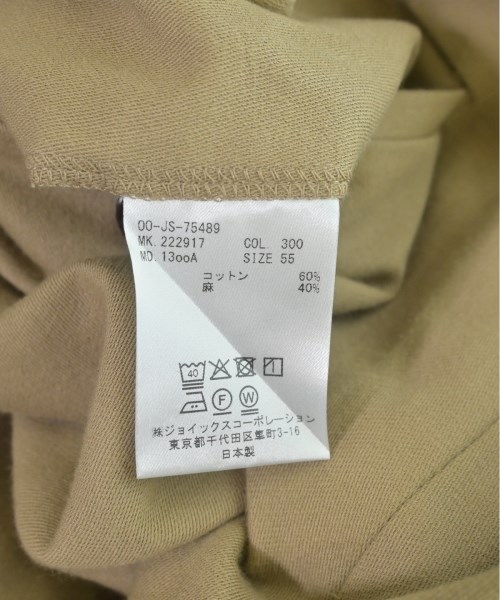 00-JS-75489
MK. 222917 COL. 300
MD. 13ooA SIZE 55
コットン 60%
麻 40%
40
F W
㈱ジョイックスコーポレーション
東京都千代田区隼町3-16
日本製